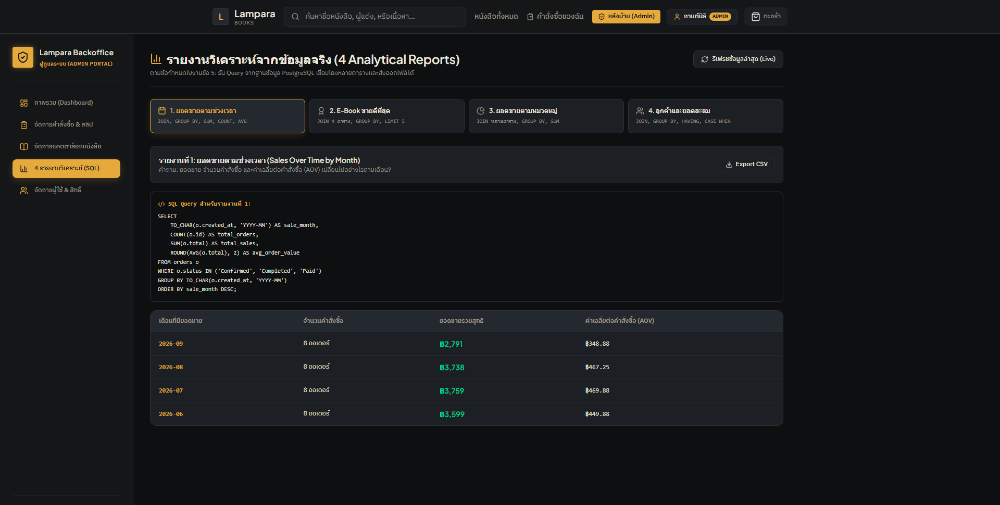 L
Lampara
BOOKS
ค้นหาชื่อหนังสือ, ผู้แต่ง, หรือเนื้อหา...
หนังสือทั้งหมด
คำสั่งซื้อของฉัน
หลังบ้าน (Admin)
กานต์นิธิ ADMIN
ตะกร้า
Lampara Backoffice
ผู้ดูแลระบบ (ADMIN PORTAL)
ภาพรวม (Dashboard)
จัดการคำสั่งซื้อ & สลิป
จัดการแคตตาล็อกหนังสือ
4 รายงานวิเคราะห์ (SQL)
จัดการผู้ใช้ & สิทธิ์
รายงานวิเคราะห์จากข้อมูลจริง (4 Analytical Reports)
ตามข้อกำหนดใบงานข้อ 5: รัน Query จากฐานข้อมูล PostgreSQL เชื่อมโยงหลายตารางและส่งออกไฟล์ได้
รีเฟรชข้อมูลล่าสุด (Live)
1. ยอดขายตามช่วงเวลา
JOIN, GROUP BY, SUM, COUNT, AVG
2. E-Book ขายดีที่สุด
JOIN 4 ตาราง, GROUP BY, LIMIT 5
3. ยอดขายตามหมวดหมู่
JOIN หลายตาราง, GROUP BY, SUM
4. ลูกค้าและยอดสะสม
JOIN, GROUP BY, HAVING, CASE WHEN
รายงานที่ 1: ยอดขายตามช่วงเวลา (Sales Over Time by Month)
คำถาม: ยอดขาย จำนวนคำสั่งซื้อ และค่าเฉลี่ยต่อคำสั่งซื้อ (AOV) เปลี่ยนไปอย่างไรตามเดือน?
Export CSV
</> SQL Query สำหรับรายงานที่ 1:
SELECT
TO_CHAR(o.created_at, 'YYYY-MM') AS sale_month,
COUNT(o.id) AS total_orders,
SUM(o.total) AS total_sales,
ROUND(AVG(o.total), 2) AS avg_order_value
FROM orders o
WHERE o.status IN ('Confirmed', 'Completed', 'Paid')
GROUP BY TO_CHAR(o.created_at, 'YYYY-MM')
ORDER BY sale_month DESC;
เดือนที่มียอดขาย จำนวนคำสั่งซื้อ ยอดขายรวมสุทธิ ค่าเฉลี่ยต่อคำสั่งซื้อ (AOV)
2026-09 8 ออเดอร์ ฿2,791 ฿348.88
2026-08 8 ออเดอร์ ฿3,738 ฿467.25
2026-07 8 ออเดอร์ ฿3,759 ฿469.88
2026-06 8 ออเดอร์ ฿3,599 ฿449.88